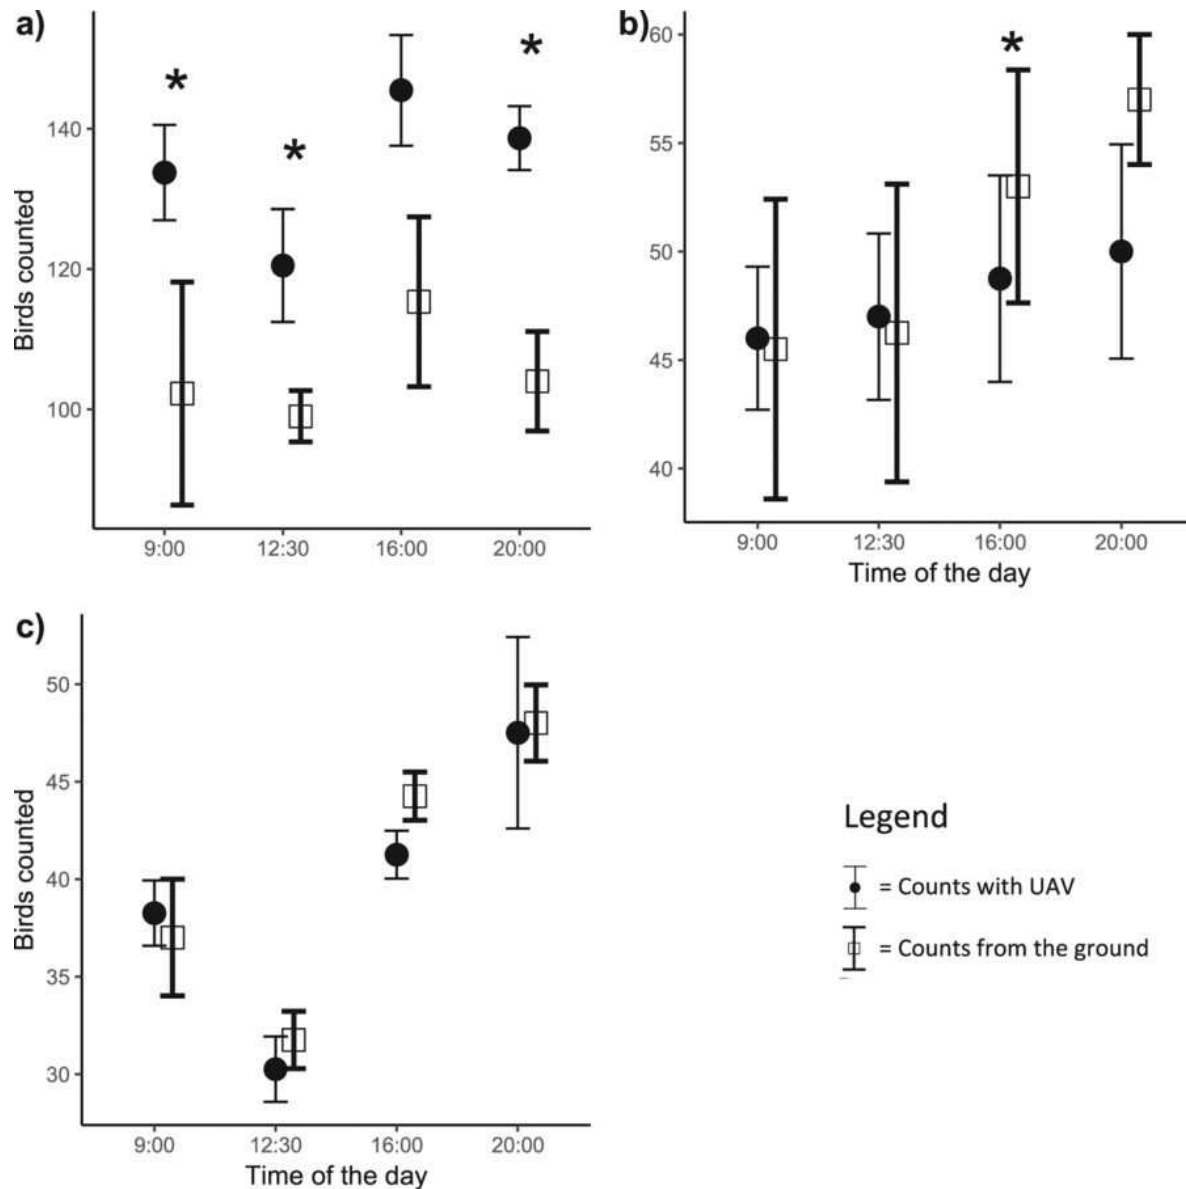 a)
*
*
*
Birds counted
140
120
100
9:00 12:30 16:00 20:00
b)
*
60
55
50
45
40
9:00 12:30 16:00 20:00
Time of the day
c)
Birds counted
50
45
40
35
30
9:00 12:30 16:00 20:00
Time of the day
Legend
= Counts with UAV
= Counts from the ground